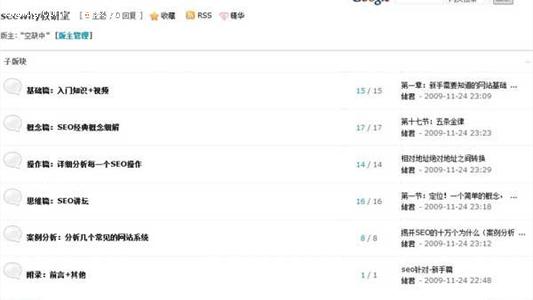 seowhy教研室 [ 主题 / 0 回复 ] 收藏 RSS 精华
版主: *空缺中* [版主管理]
子版块
基础篇：入门知识+视频 15 / 15 第一章：新手需要知道的网站基础 ...
储君 - 2009-11-24 23:09
概念篇：SEO经典概念细解 17 / 17 第十七节：五条金律
储君 - 2009-11-24 23:23
操作篇：详细分析每一个SEO操作 14 / 14 相对地址绝对地址之间转换
储君 - 2009-11-24 23:29
思维篇：SEO讲坛 16 / 16 第一节：定位！一个简单的概念， ...
储君 - 2009-11-24 23:18
案例分析：分析几个常见的网站系统 8 / 8 揭开SEO的十万个为什么（案例分析 ...
储君 - 2009-11-24 23:12
附录：前言+其他 1 / 1 seo针对-新手篇
储君 - 2009-11-24 22:48